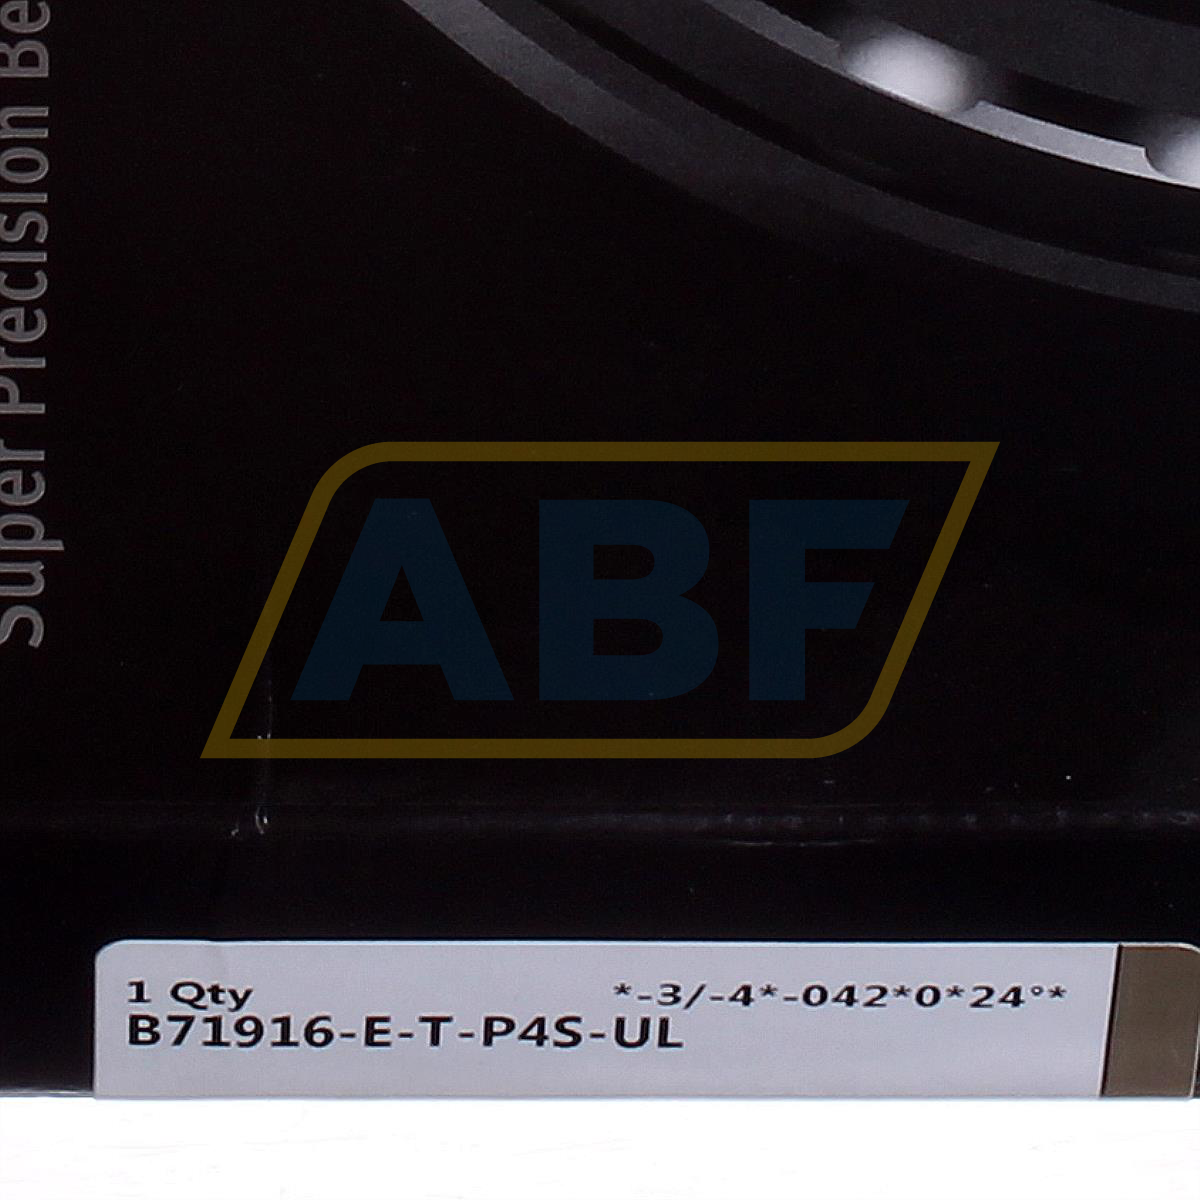 Super Precision Be
ABF
1 Qty *-3/-4*-042*0*24°*
B71916-E-T-P4S-UL